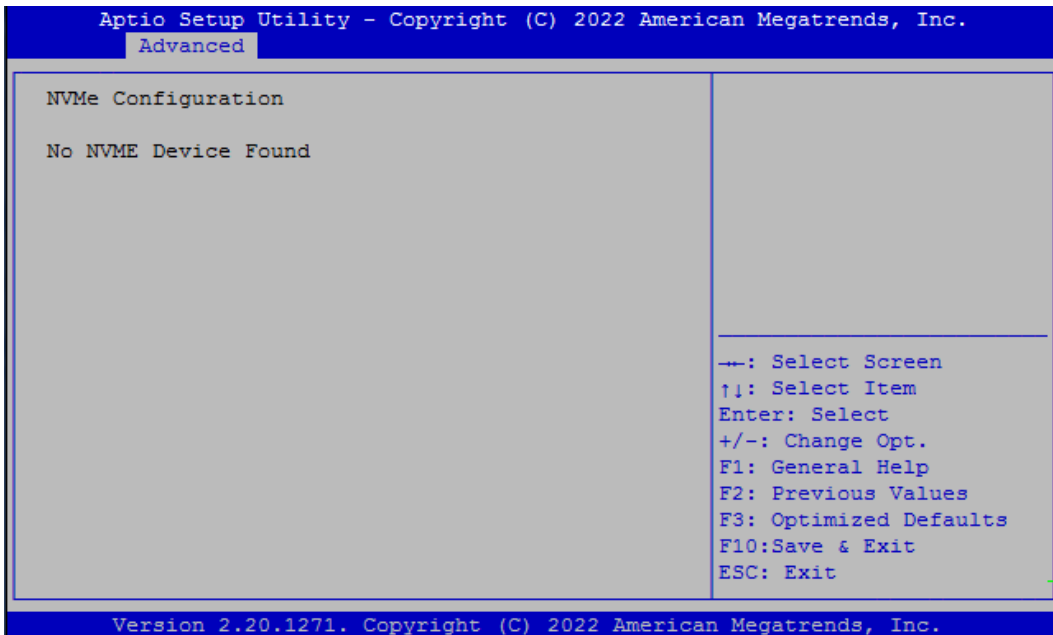 Aptio Setup Utility - Copyright (C) 2022 American Megatrends, Inc.
Advanced
NVMe Configuration
No NVME Device Found
→←: Select Screen
↑↓: Select Item
Enter: Select
+/-: Change Opt.
F1: General Help
F2: Previous Values
F3: Optimized Defaults
F10:Save & Exit
ESC: Exit
Version 2.20.1271. Copyright (C) 2022 American Megatrends, Inc.